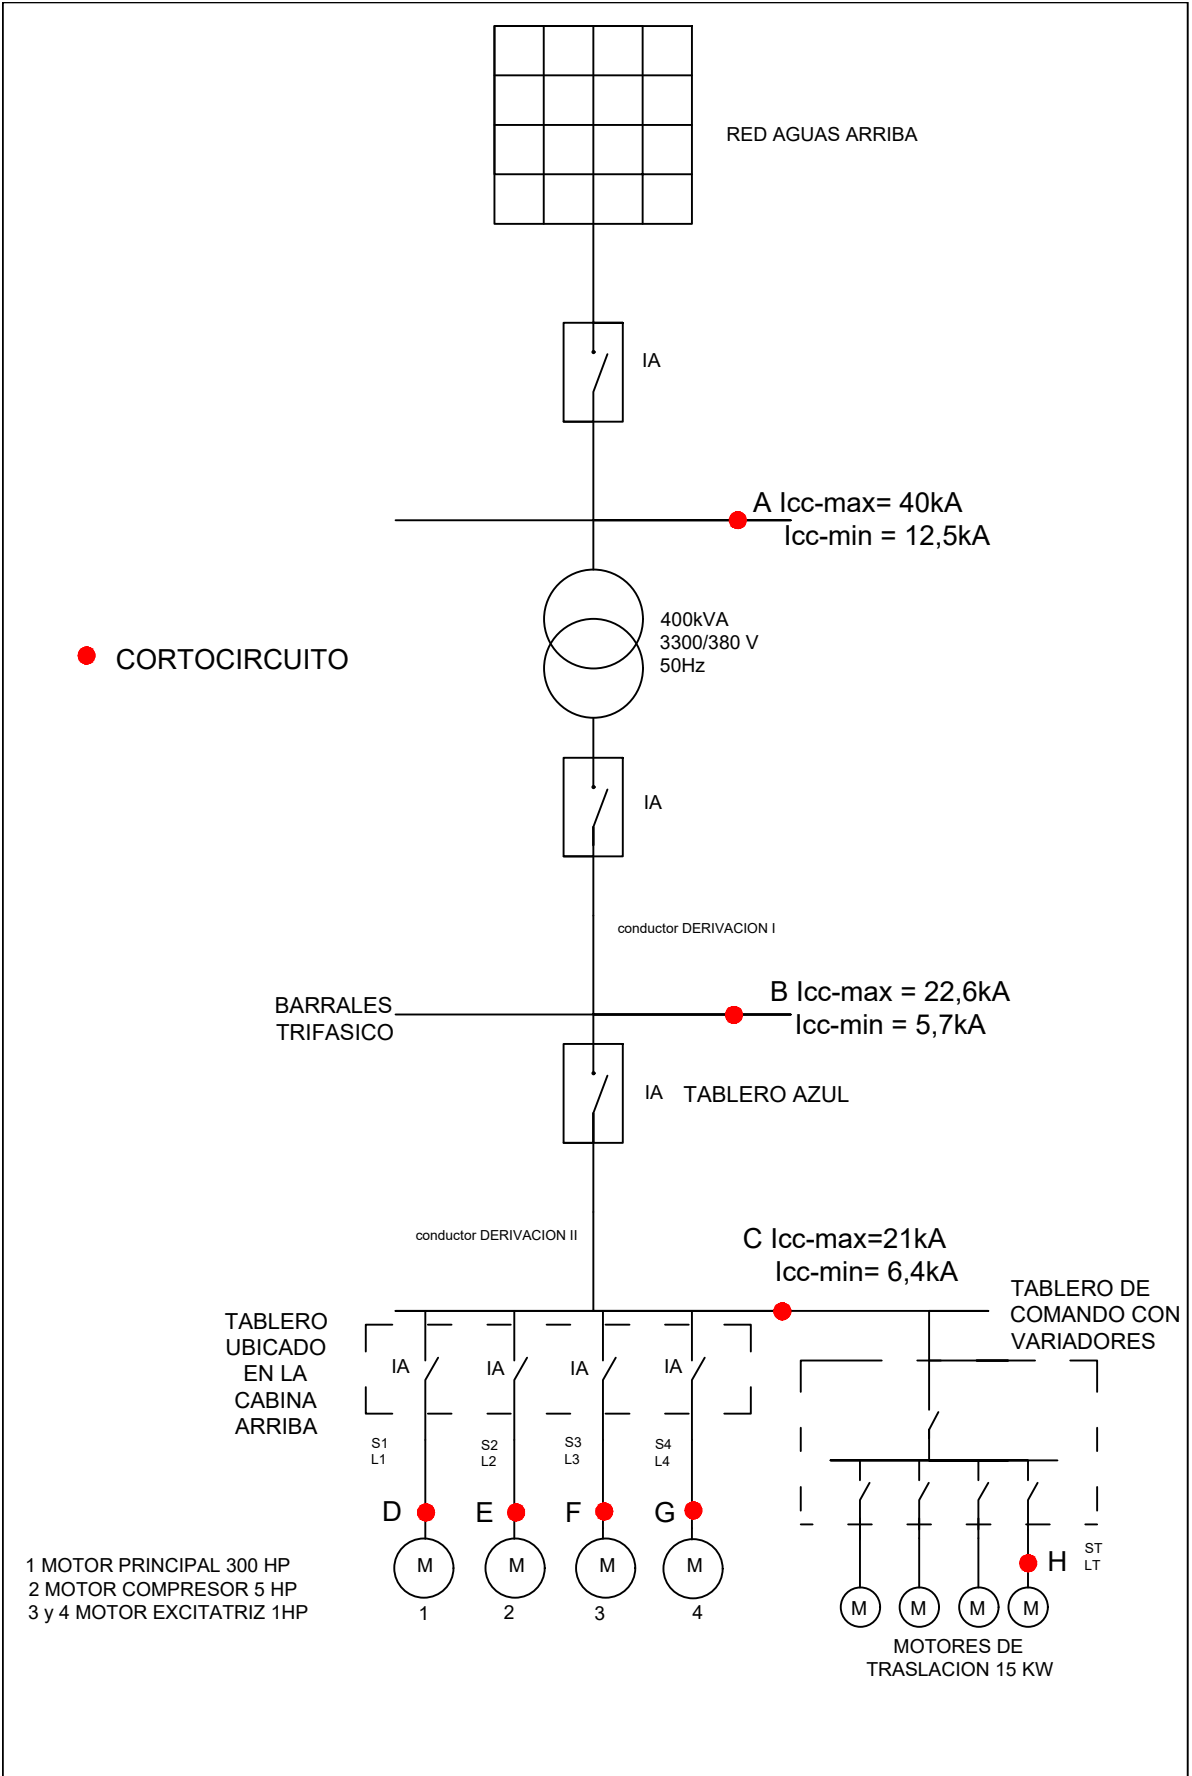 RED AGUAS ARRIBA
IA
A Icc-max= 40kA
Icc-min = 12,5kA
400kVA
3300/380 V
50Hz
CORTOCIRCUITO
IA
conductor DERIVACION I
BARRALES
TRIFASICO
B Icc-max = 22,6kA
Icc-min = 5,7kA
IA TABLERO AZUL
conductor DERIVACION II
C Icc-max=21kA
Icc-min= 6,4kA
TABLERO DE
COMANDO CON
VARIADORES
TABLERO
UBICADO
EN LA
CABINA
ARRIBA
IA IA IA IA
S1 S2 S3 S4
L1 L2 L3 L4
D E F G
H
ST
LT
M M M M
1 2 3 4
1 MOTOR PRINCIPAL 300 HP
2 MOTOR COMPRESOR 5 HP
3 y 4 MOTOR EXCITATRIZ 1HP
M M M M
MOTORES DE
TRASLACION 15 KW